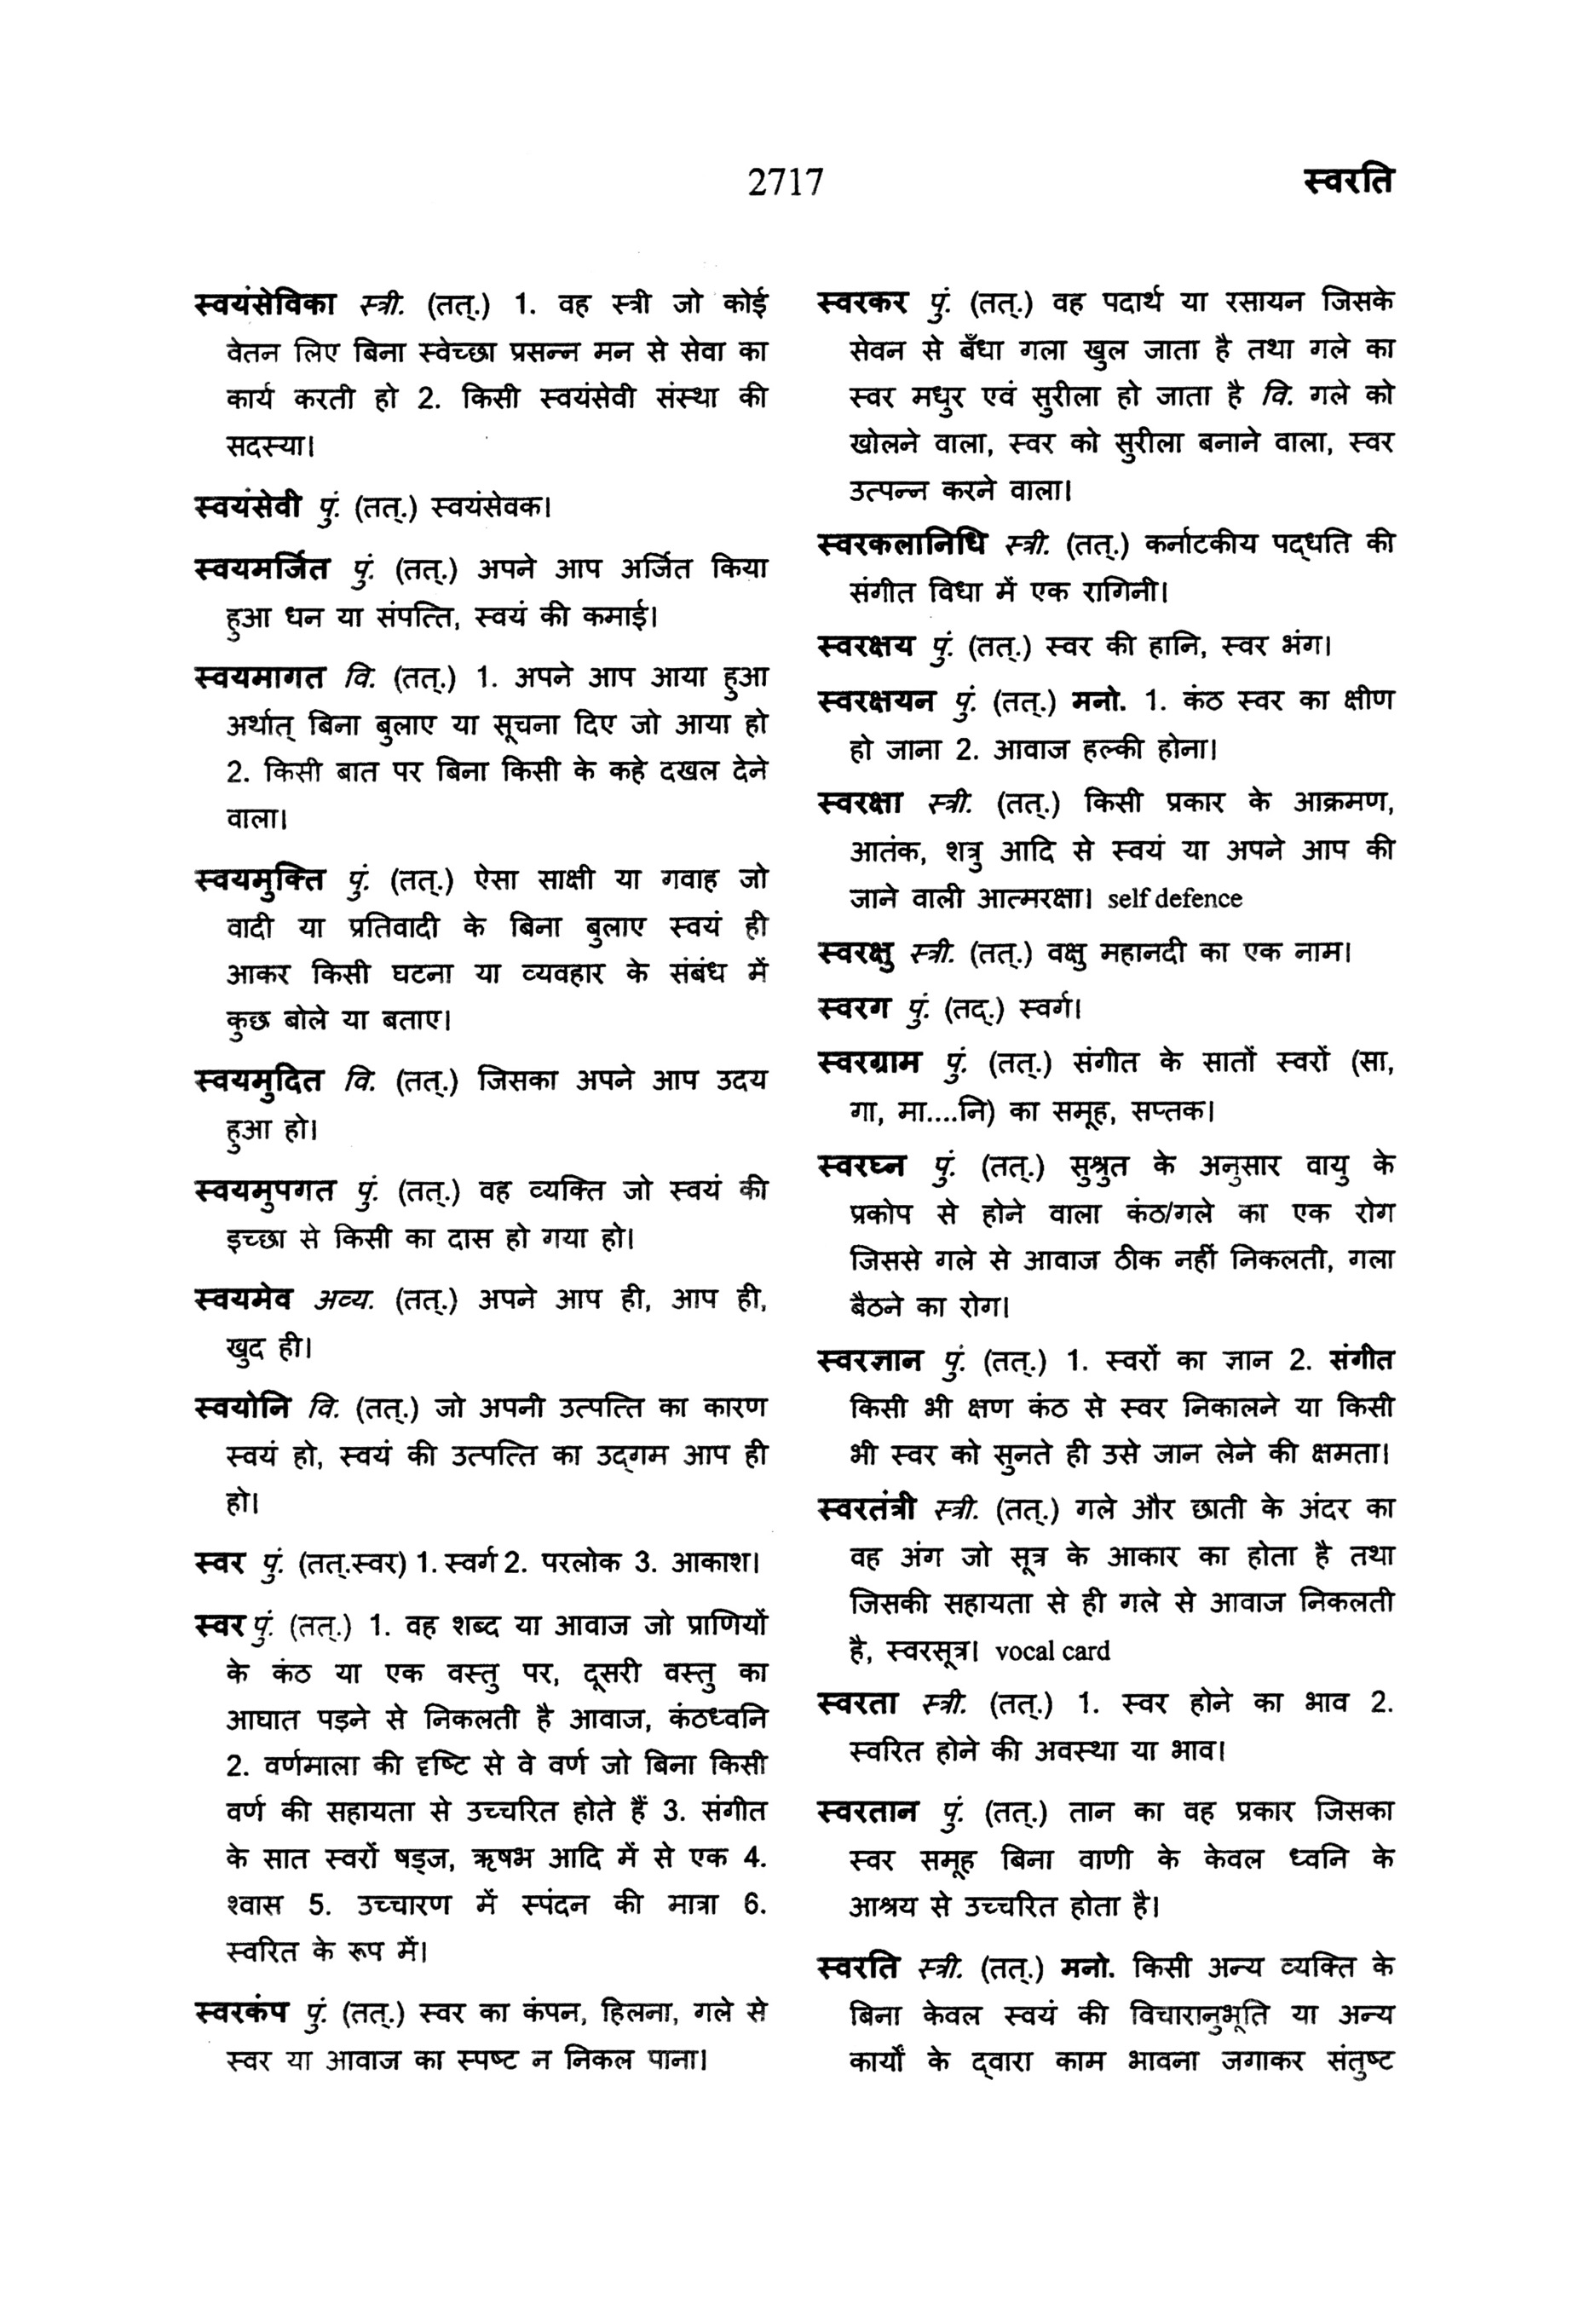 2717
स्वरति
स्वयंसेविका स्त्री. (तत्.) 1. वह स्त्री जो कोई
वेतन लिए बिना स्वेच्छा प्रसन्न मन से सेवा का
कार्य करती हो 2. किसी स्वयंसेवी संस्था की
सदस्या।
स्वयंसेवी पुं. (तत्.) स्वयंसेवक।
स्वयमर्जित पुं. (तत्.) अपने आप अर्जित किया
हुआ धन या संपत्ति, स्वयं की कमाई।
स्वयमागत वि. (तत्.) 1. अपने आप आया हुआ
अर्थात् बिना बुलाए या सूचना दिए जो आया हो
2. किसी बात पर बिना किसी के कहे दखल देने
वाला।
स्वयमुक्ति पुं. (तत्.) ऐसा साक्षी या गवाह जो
वादी या प्रतिवादी के बिना बुलाए स्वयं ही
आकर किसी घटना या व्यवहार के संबंध में
कुछ बोले या बताए।
स्वयमुदित वि. (तत्.) जिसका अपने आप उदय
हुआ हो।
स्वयमुपगत पुं. (तत्.) वह व्यक्ति जो स्वयं की
इच्छा से किसी का दास हो गया हो।
स्वयमेव अव्य. (तत्.) अपने आप ही, आप ही,
खुद ही।
स्वयोनि वि. (तत्.) जो अपनी उत्पत्ति का कारण
स्वयं हो, स्वयं की उत्पत्ति का उद्‌गम आप ही
हो।
स्वर पुं. (तत्.स्वर) 1. स्वर्ग 2. परलोक 3. आकाश।
स्वर पुं. (तत्.) 1. वह शब्द या आवाज जो प्राणियों
के कंठ या एक वस्तु पर, दूसरी वस्तु का
आघात पड़ने से निकलती है आवाज, कंठध्वनि
2. वर्णमाला की दृष्टि से वे वर्ण जो बिना किसी
वर्ण की सहायता से उच्चरित होते हैं 3. संगीत
के सात स्वरों षड्ज, ऋषभ आदि में से एक 4.
श्वास 5. उच्चारण में स्पंदन की मात्रा 6.
स्वरित के रूप में।
स्वरकंप पुं. (तत्.) स्वर का कंपन, हिलना, गले से
स्वर या आवाज का स्पष्ट न निकल पाना।
स्वरकर पुं. (तत्.) वह पदार्थ या रसायन जिसके
सेवन से बँधा गला खुल जाता है तथा गले का
स्वर मधुर एवं सुरीला हो जाता है वि. गले को
खोलने वाला, स्वर को सुरीला बनाने वाला, स्वर
उत्पन्न करने वाला।
स्वरकलानिधि स्त्री. (तत्.) कर्नाटकीय पद्‌धति की
संगीत विधा में एक रागिनी।
स्वरक्षय पुं. (तत्.) स्वर की हानि, स्वर भंग।
स्वरक्षयन पुं. (तत्.) मनो. 1. कंठ स्वर का क्षीण
हो जाना 2. आवाज हल्की होना।
स्वरक्षा स्त्री. (तत्.) किसी प्रकार के आक्रमण,
आतंक, शत्रु आदि से स्वयं या अपने आप की
जाने वाली आत्मरक्षा। self defence
स्वरक्षु स्त्री. (तत्.) वक्षु महानदी का एक नाम।
स्वरग पुं. (तद्.) स्वर्ग।
स्वरग्राम पुं. (तत्.) संगीत के सातों स्वरों (सा,
गा, मा....नि) का समूह, सप्तक।
स्वरघ्न पुं. (तत्.) सुश्रुत के अनुसार वायु के
प्रकोप से होने वाला कंठ/गले का एक रोग
जिससे गले से आवाज ठीक नहीं निकलती, गला
बैठने का रोग।
स्वरज्ञान पुं. (तत्.) 1. स्वरों का ज्ञान 2. संगीत
किसी भी क्षण कंठ से स्वर निकालने या किसी
भी स्वर को सुनते ही उसे जान लेने की क्षमता।
स्वरतंत्री स्त्री. (तत्.) गले और छाती के अंदर का
वह अंग जो सूत्र के आकार का होता है तथा
जिसकी सहायता से ही गले से आवाज निकलती
है, स्वरसूत्र। vocal card
स्वरता स्त्री. (तत्.) 1. स्वर होने का भाव 2.
स्वरित होने की अवस्था या भाव।
स्वरतान पुं. (तत्.) तान का वह प्रकार जिसका
स्वर समूह बिना वाणी के केवल ध्वनि के
आश्रय से उच्चरित होता है।
स्वरति स्त्री. (तत्.) मनो. किसी अन्य व्यक्ति के
बिना केवल स्वयं की विचारानुभूति या अन्य
कार्यों के द्‌वारा काम भावना जगाकर संतुष्ट